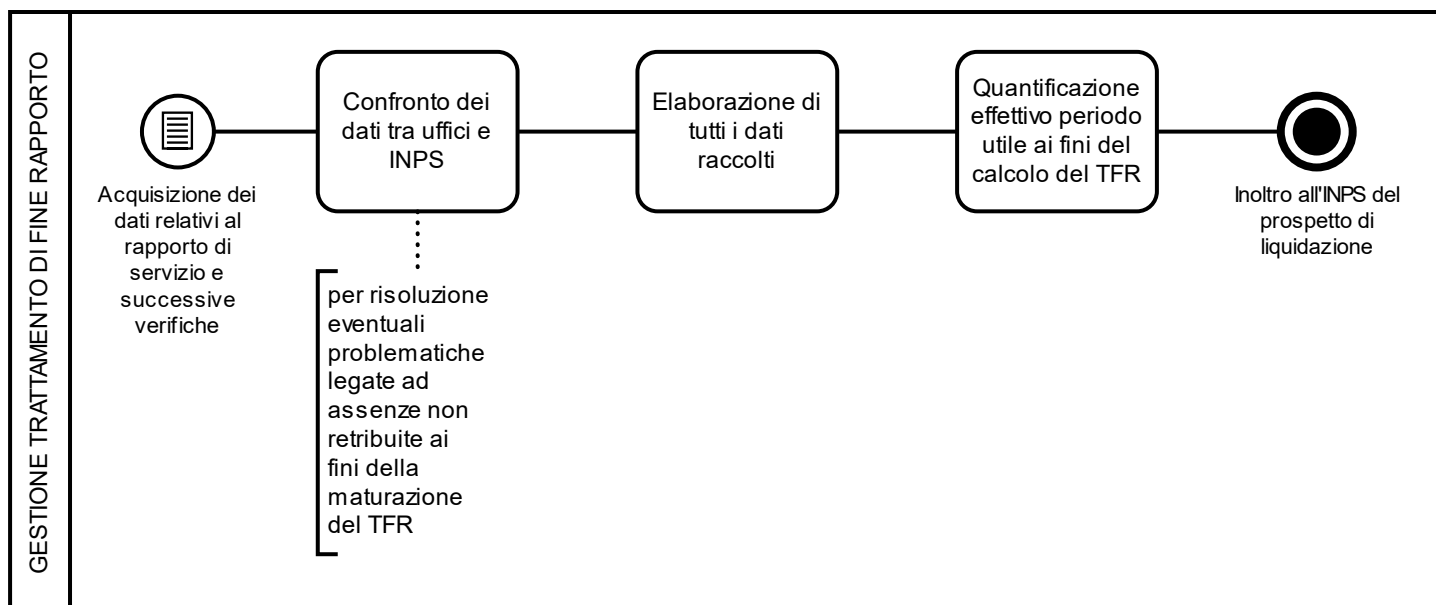 GESTIONE TRATTAMENTO DI FINE RAPPORTO
Acquisizione dei
dati relativi al
rapporto di
servizio e
successive
verifiche
Confronto dei
dati tra uffici e
INPS
per risoluzione
eventuali
problematiche
legate ad
assenze non
retribuite ai
fini della
maturazione
del TFR
Elaborazione di
tutti i dati
raccolti
Quantificazione
effettivo periodo
utile ai fini del
calcolo del TFR
Inoltro all'INPS del
prospetto di
liquidazione